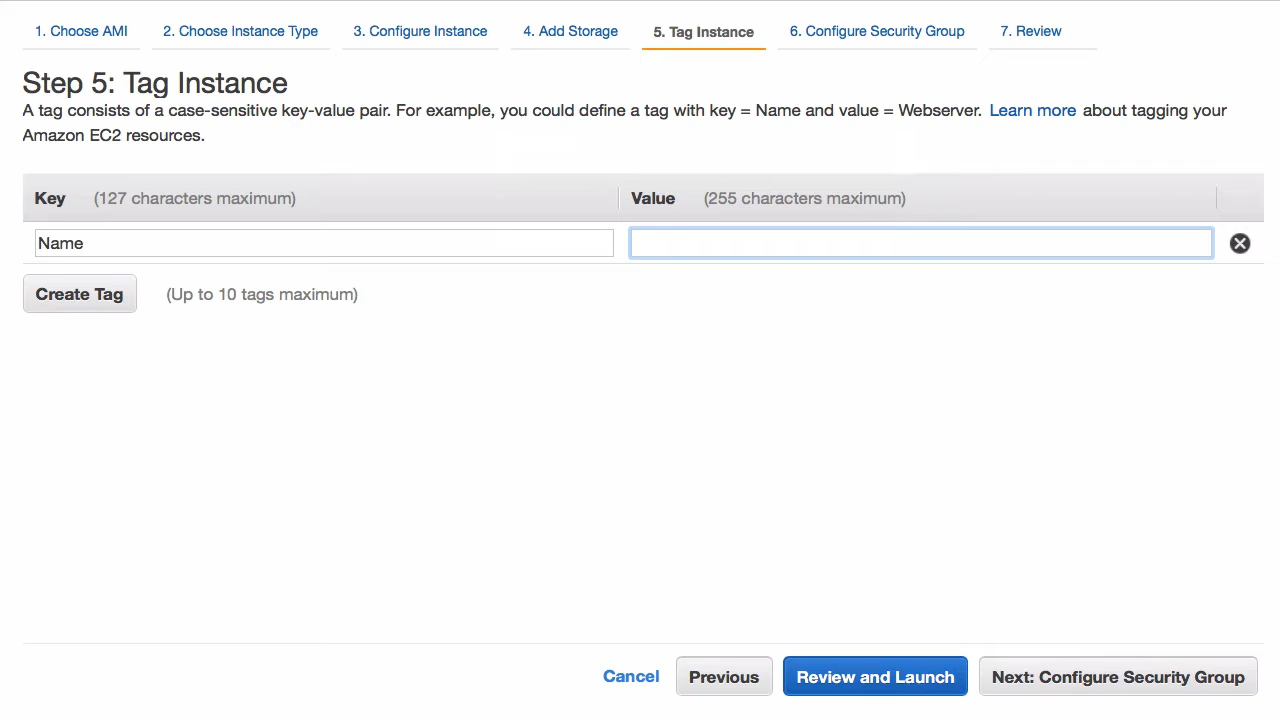 1. Choose AMI 2. Choose Instance Type 3. Configure Instance 4. Add Storage 5. Tag Instance 6. Configure Security Group 7. Review
Step 5: Tag Instance
A tag consists of a case-sensitive key-value pair. For example, you could define a tag with key = Name and value = Webserver. Learn more about tagging your
Amazon EC2 resources.
Key (127 characters maximum) Value (255 characters maximum)
Name
Create Tag (Up to 10 tags maximum)
Cancel Previous Review and Launch Next: Configure Security Group